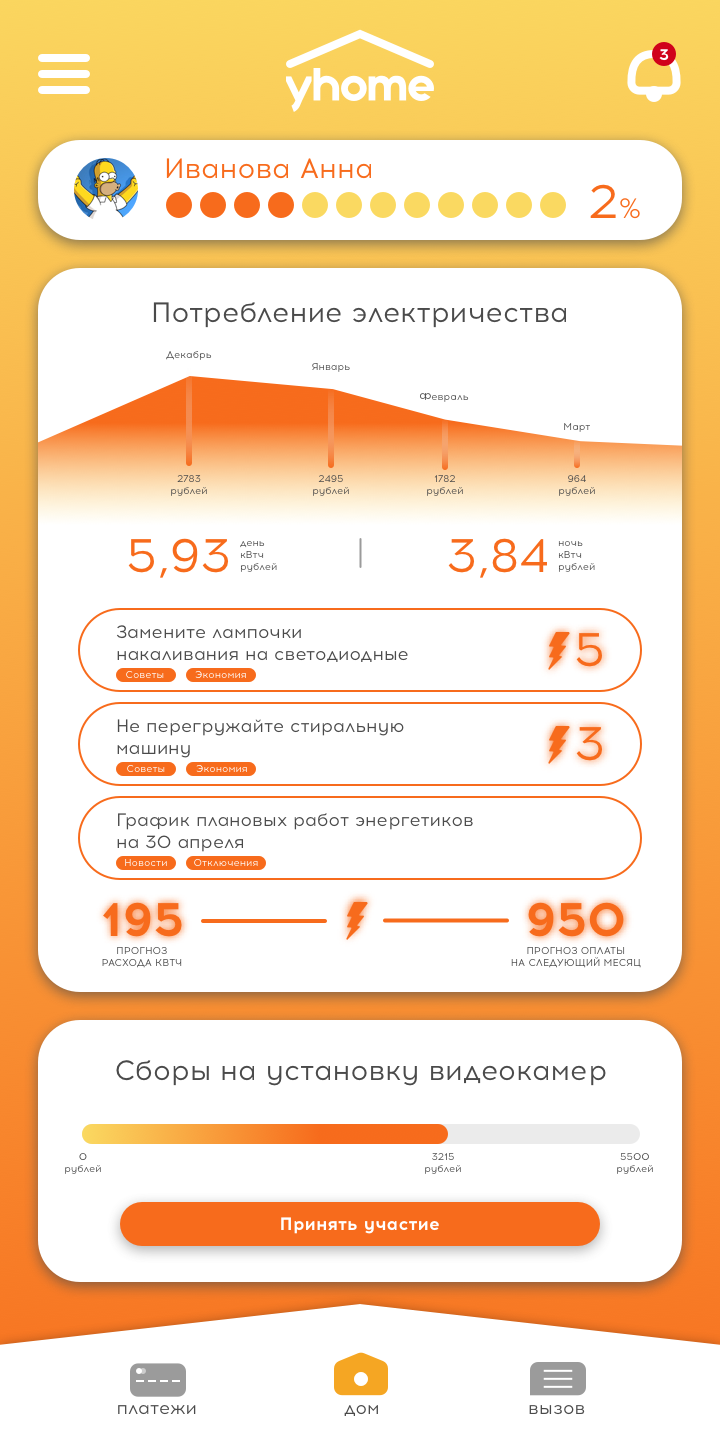 yhome
3
Иванова Анна
2%
Потребление электричества
Декабрь
Январь
Февраль
Март
2783
рублей
2495
рублей
1782
рублей
964
рублей
5,93
день
кВтч
рублей
3,84
ночь
кВтч
рублей
Замените лампочки
накаливания на светодиодные
Советы Экономия
5
Не перегружайте стиральную
машину
Советы Экономия
3
График плановых работ энергетиков
на 30 апреля
Новости Отключения
195
ПРОГНОЗ
РАСХОДА КВТЧ
950
ПРОГНОЗ ОПЛАТЫ
НА СЛЕДУЮЩИЙ МЕСЯЦ
Сборы на установку видеокамер
0
рублей
3215
рублей
5500
рублей
Принять участие
платежи
дом
вызов